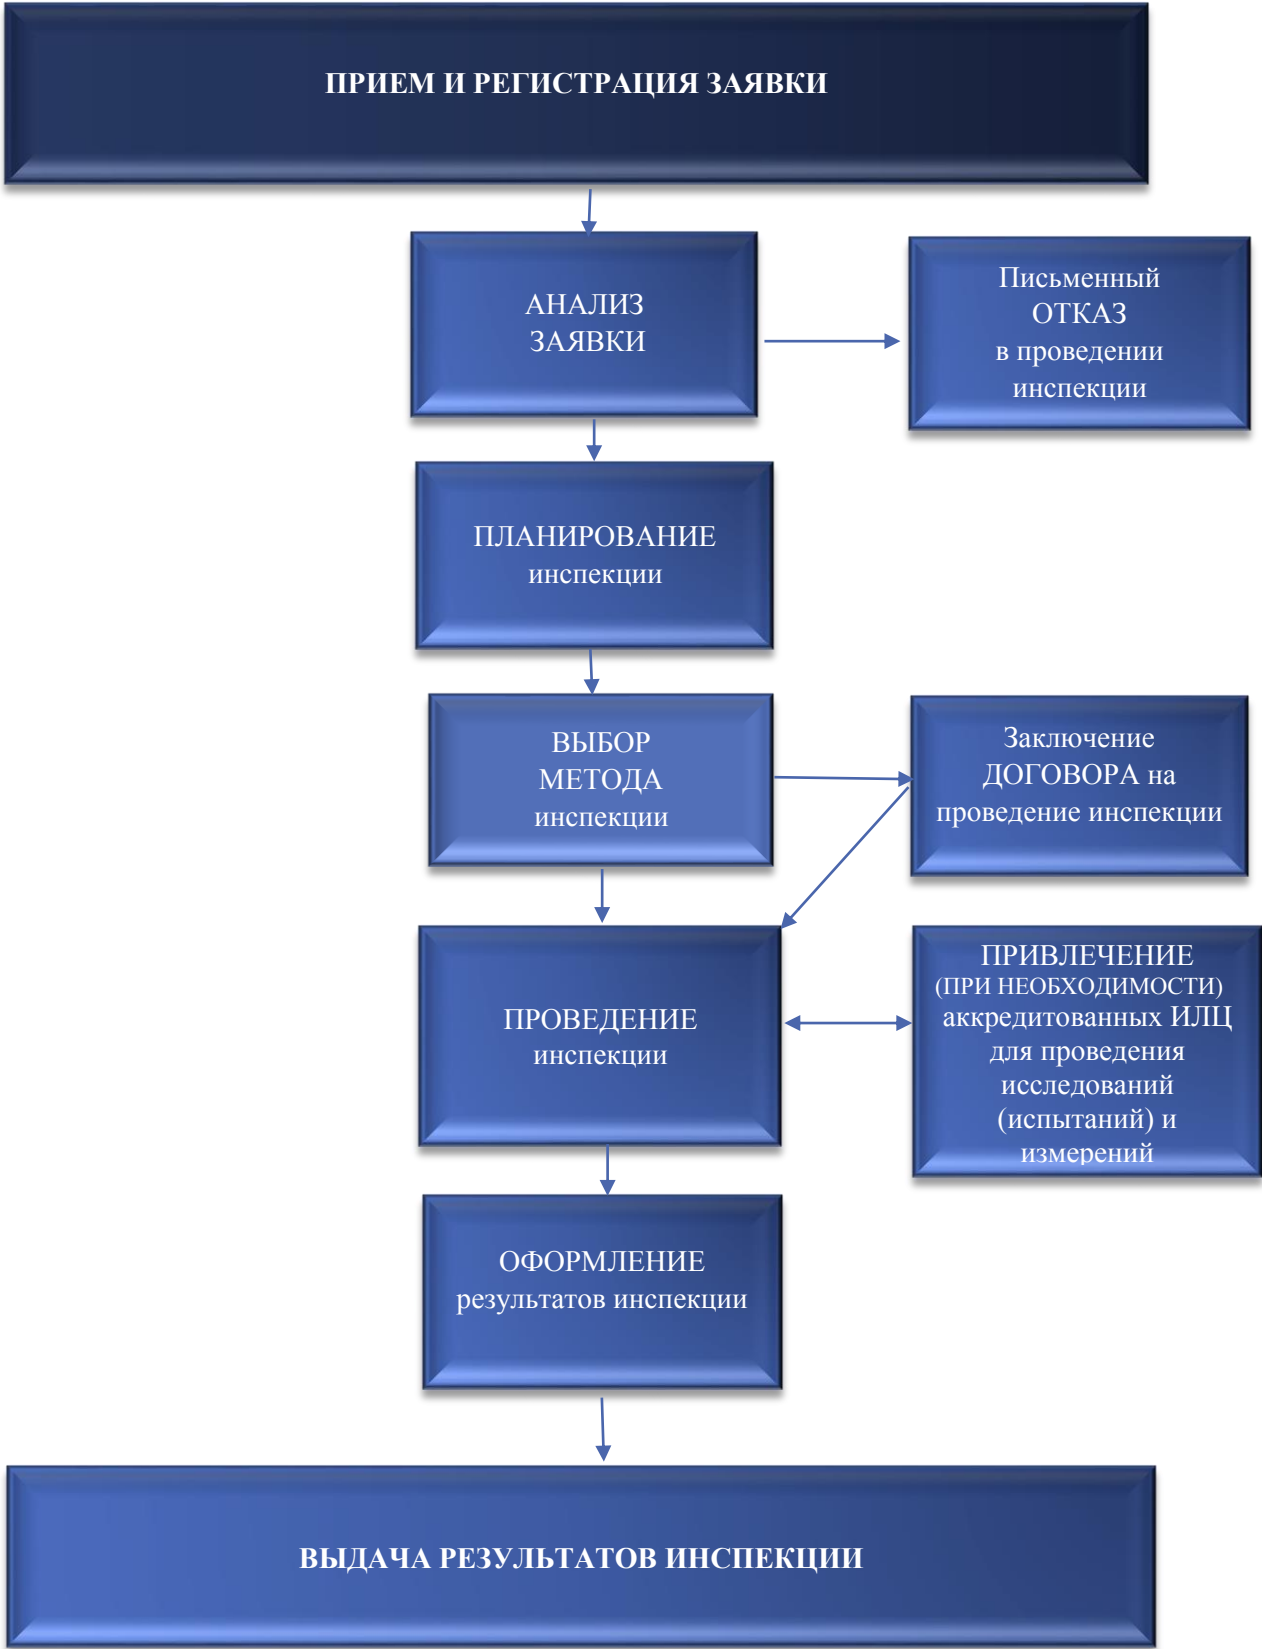 ПРИЕМ И РЕГИСТРАЦИЯ ЗАЯВКИ
АНАЛИЗ
ЗАЯВКИ
Письменный
ОТКАЗ
в проведении
инспекции
ПЛАНИРОВАНИЕ
инспекции
ВЫБОР
МЕТОДА
инспекции
Заключение
ДОГОВОРА на
проведение инспекции
ПРОВЕДЕНИЕ
инспекции
ПРИВЛЕЧЕНИЕ
(ПРИ НЕОБХОДИМОСТИ)
аккредитованных ИЛЦ
для проведения
исследований
(испытаний) и
измерений
ОФОРМЛЕНИЕ
результатов инспекции
ВЫДАЧА РЕЗУЛЬТАТОВ ИНСПЕКЦИИ